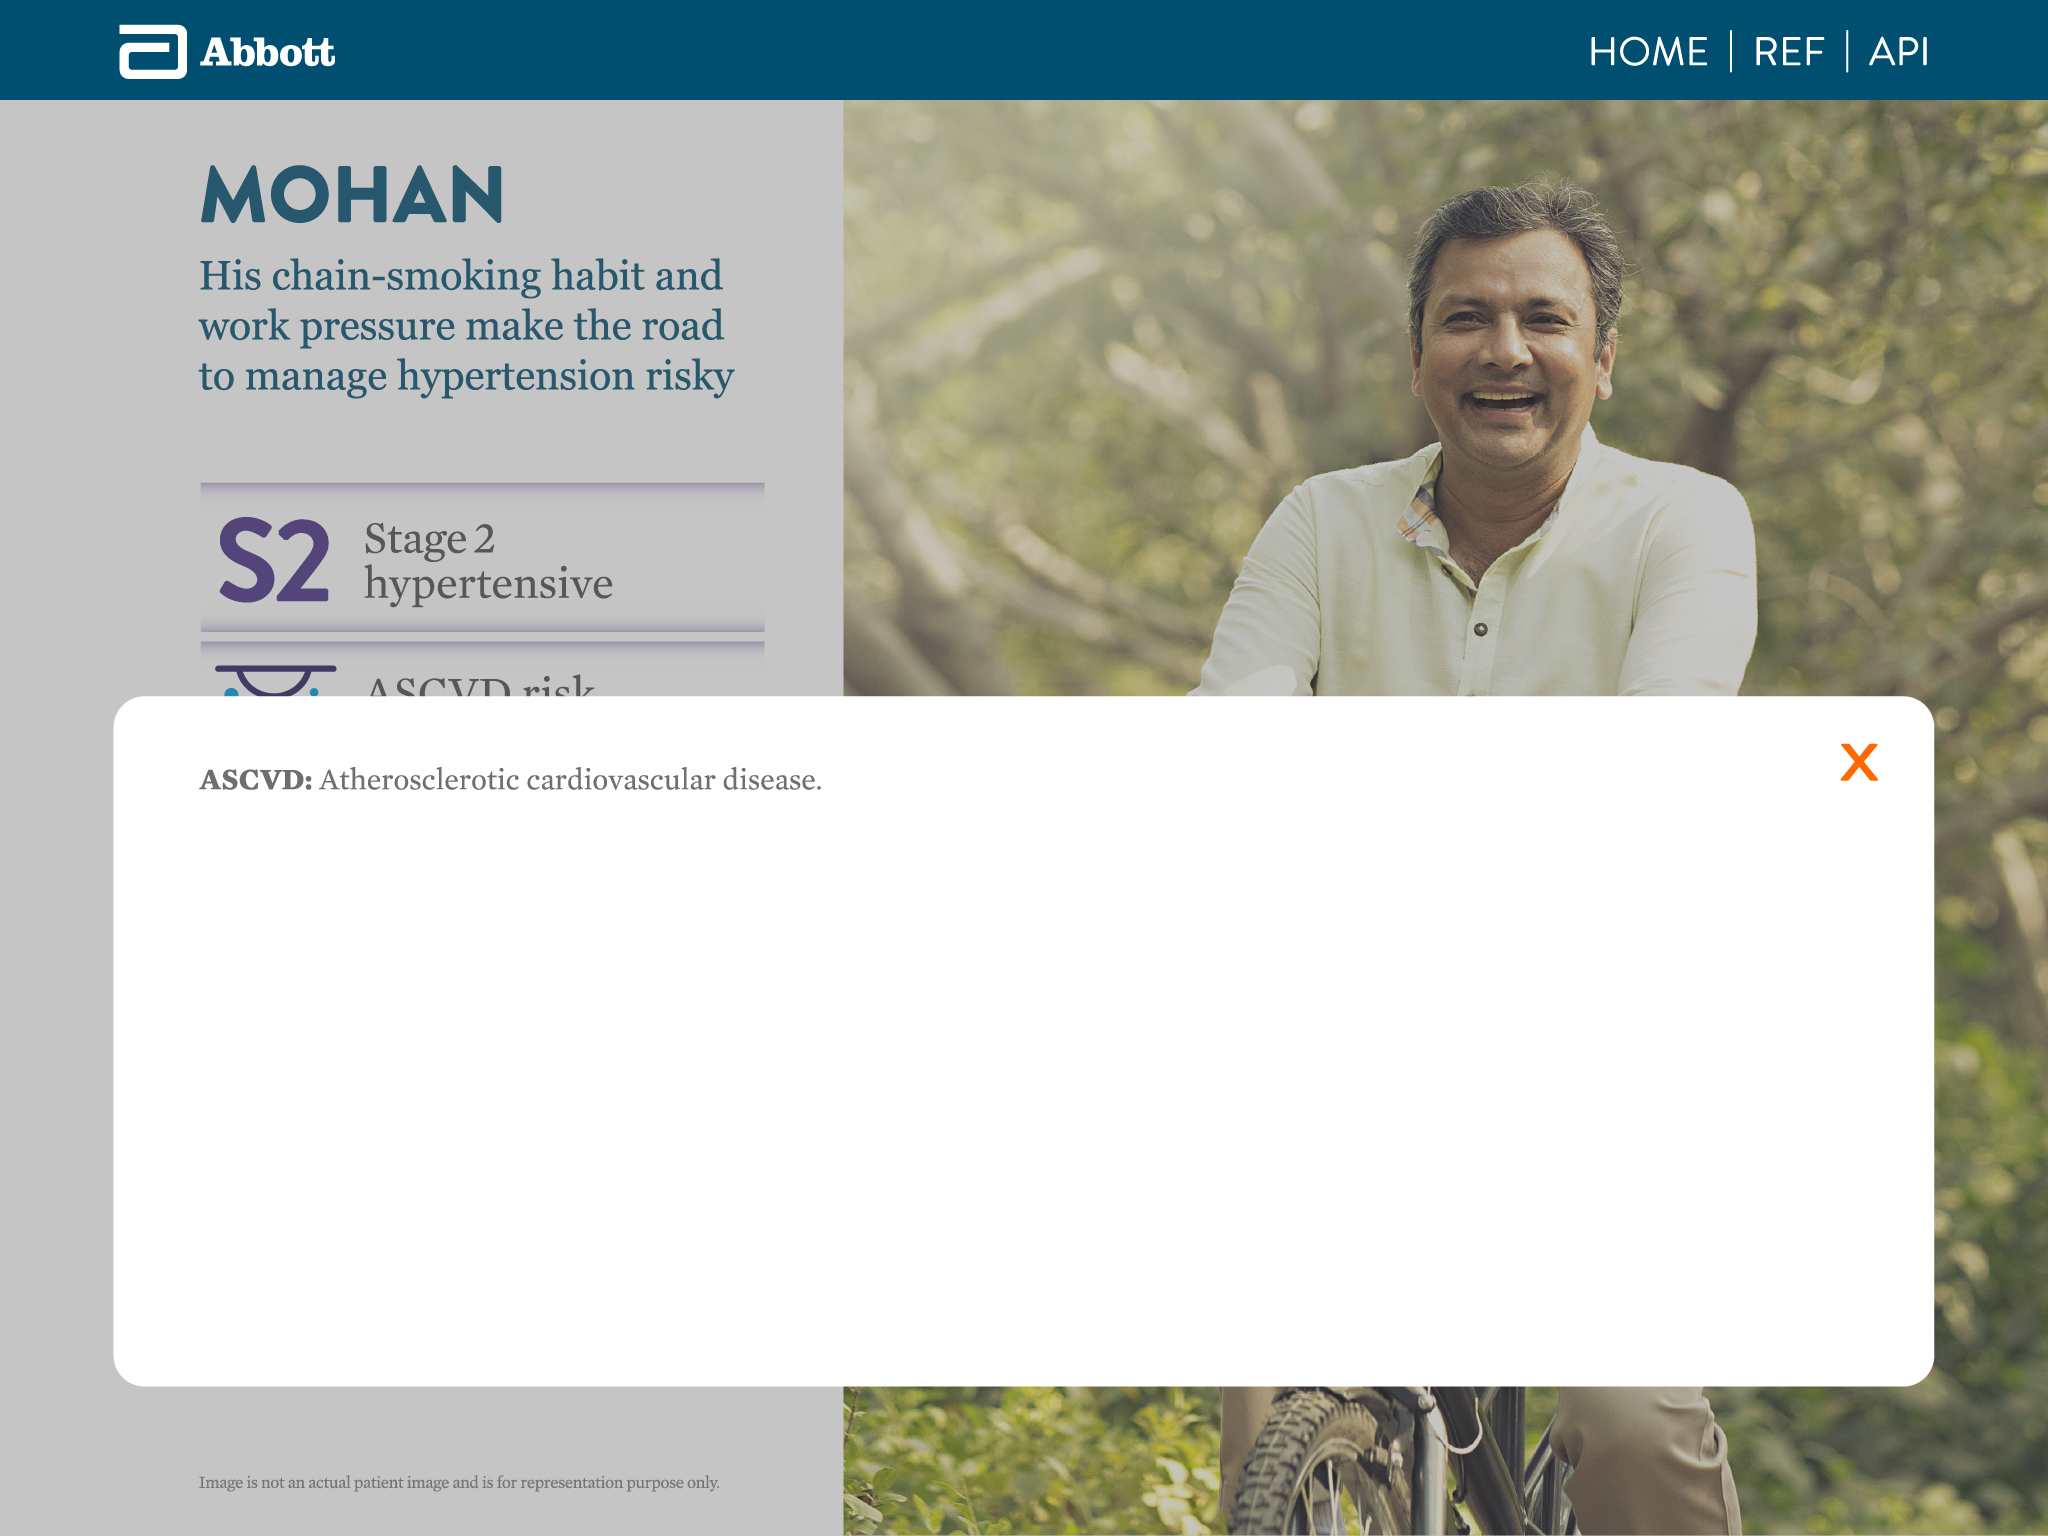 Abbott
HOME | REF | API
MOHAN
His chain-smoking habit and
work pressure make the road
to manage hypertension risky
S2
Stage 2
hypertensive
ASCVD risk
X
ASCVD: Atherosclerotic cardiovascular disease.
Image is not an actual patient image and is for representation purpose only.